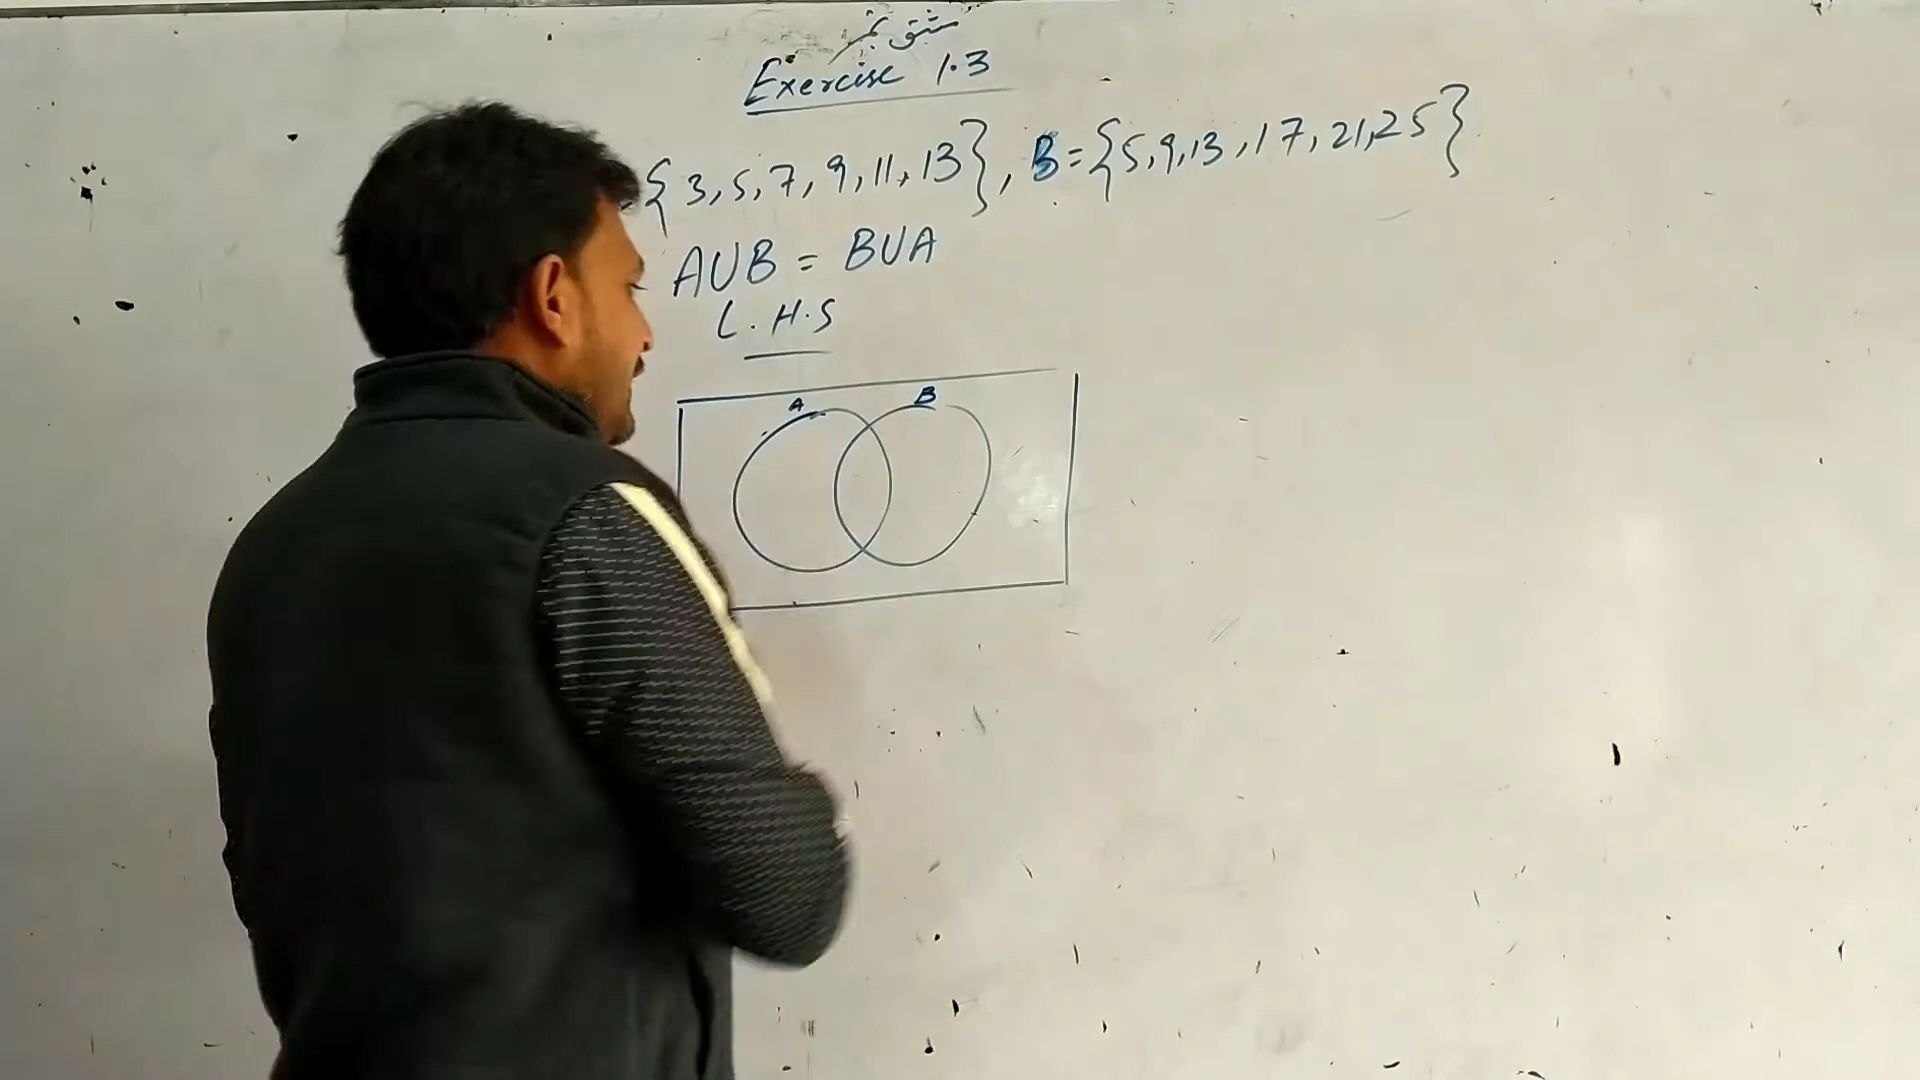 مشق نمبر
Exercise 1.3
{3,5,7,9,11,13}, B={5,9,13,17,21,25}
AUB = BUA
L.H.S
A B